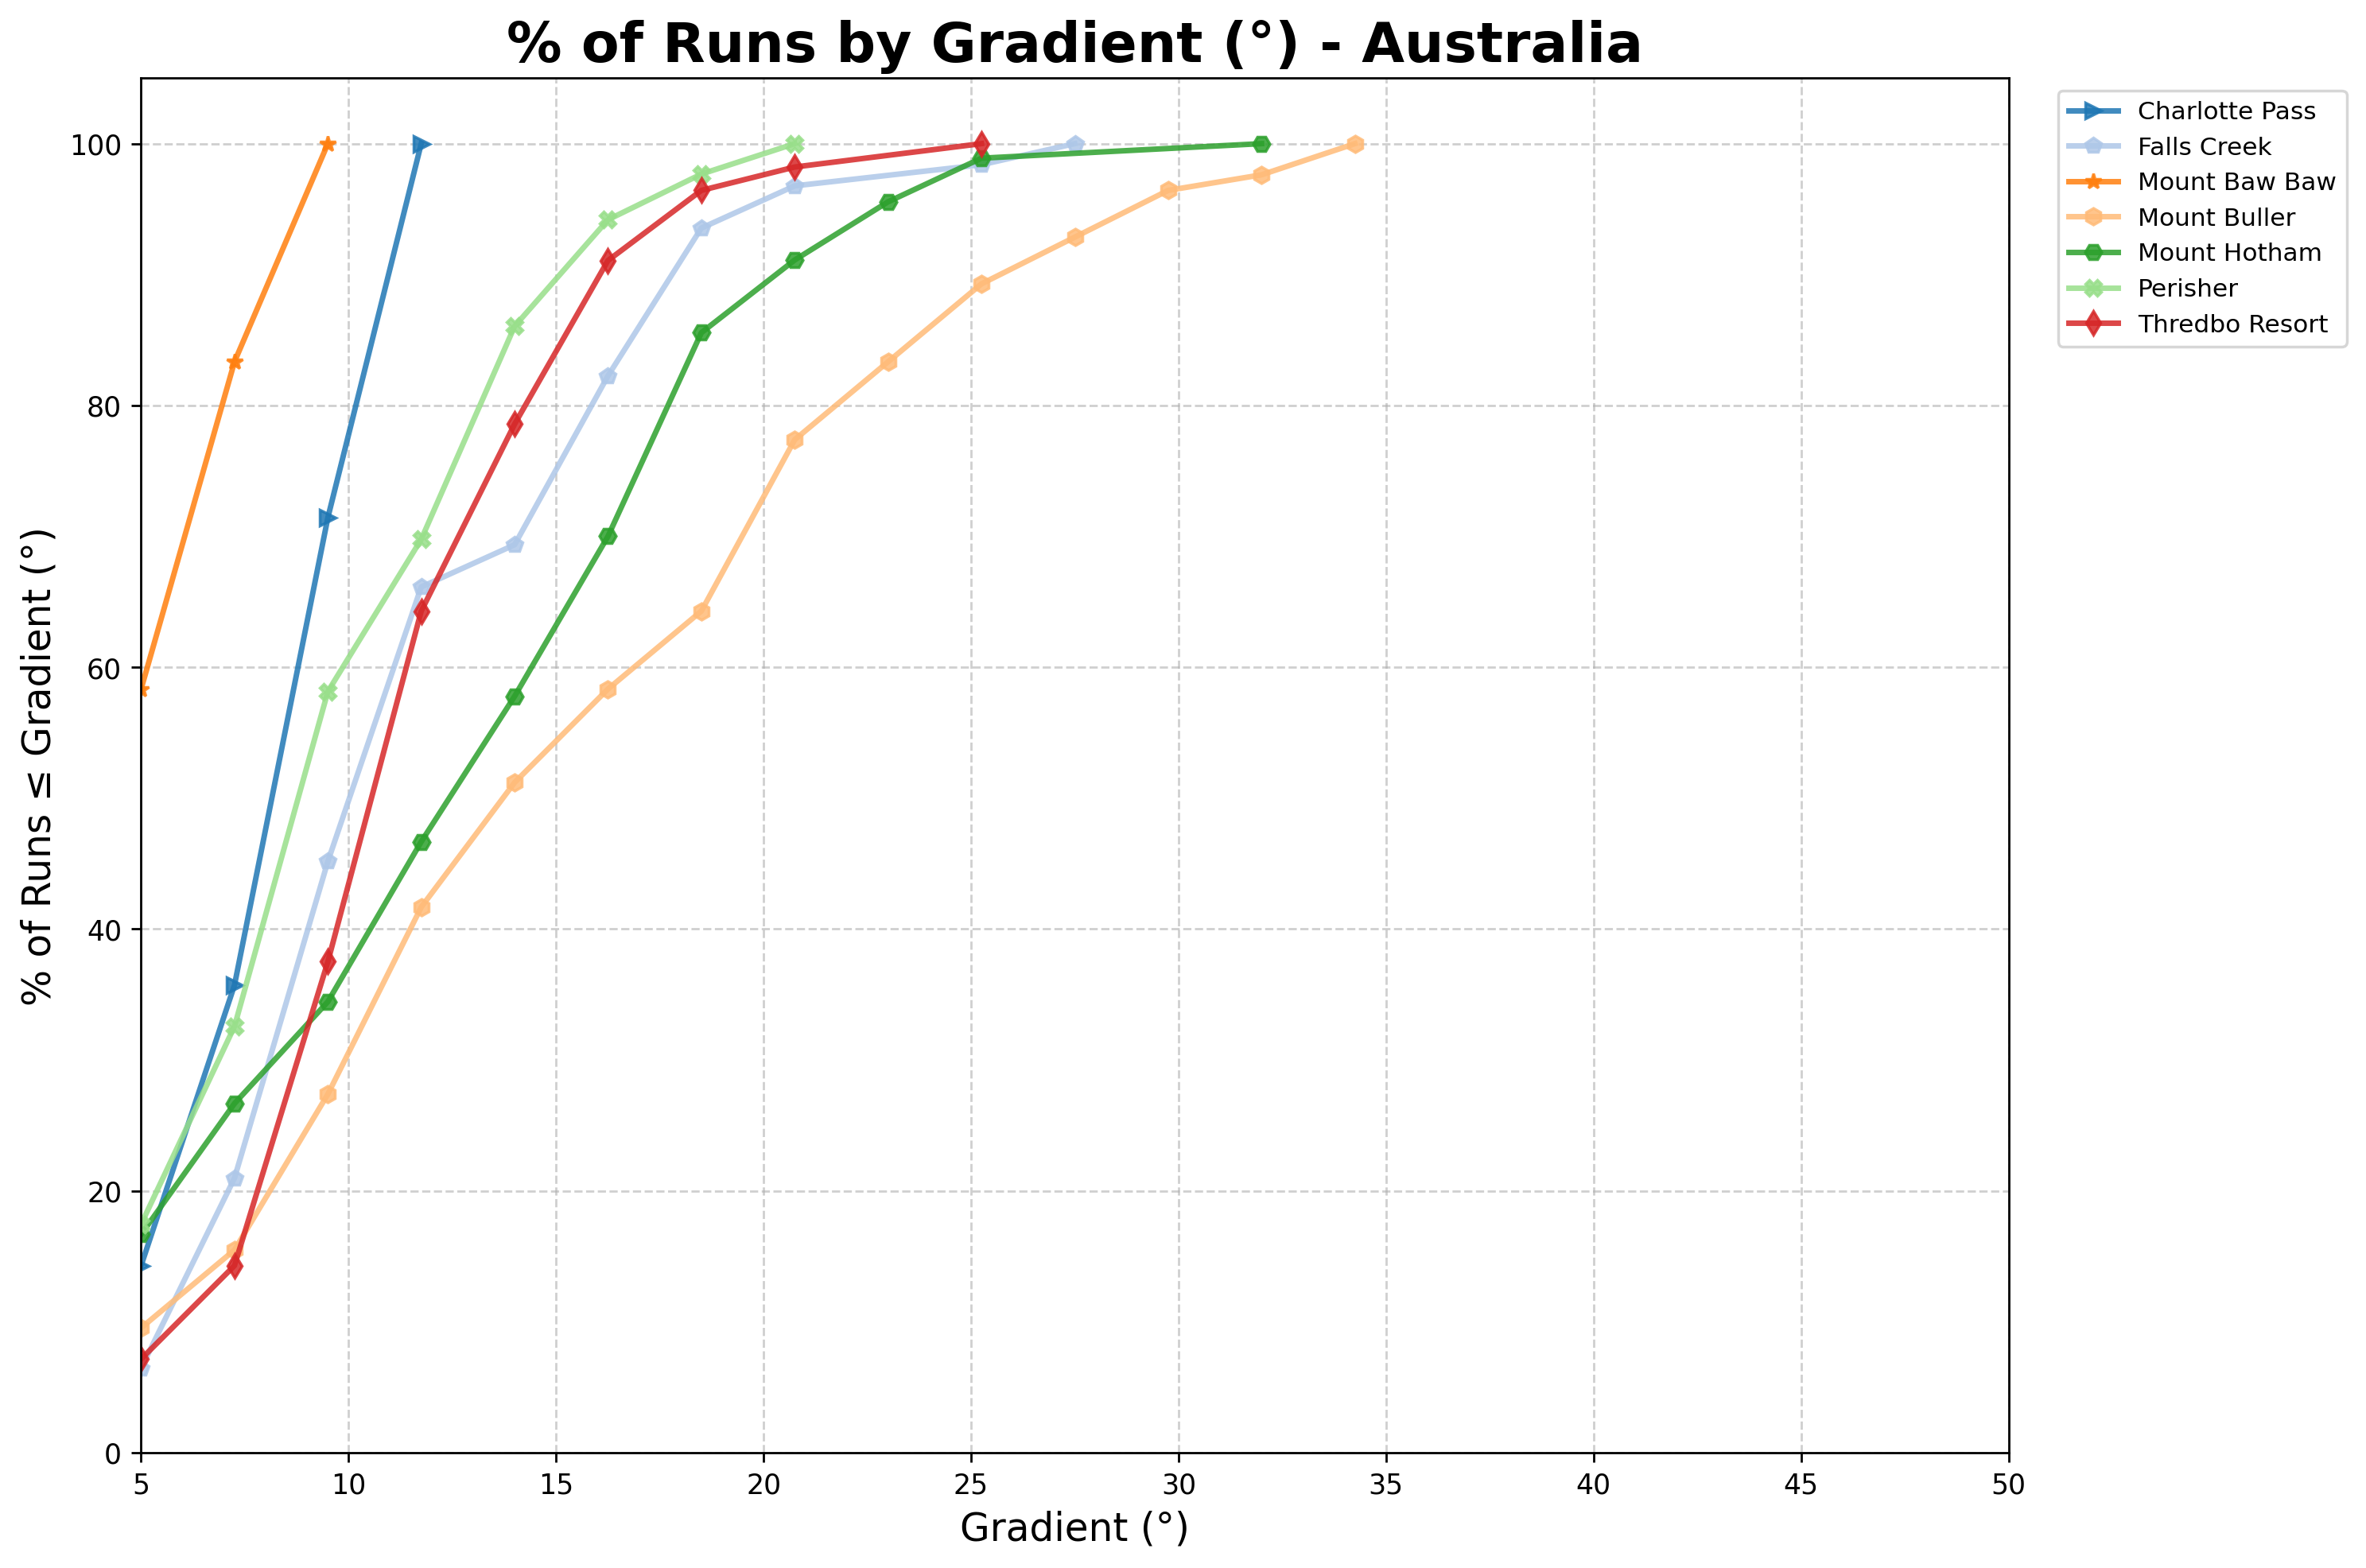 % of Runs by Gradient (°) - Australia
% of Runs ≤ Gradient (°)
100
80
60
40
20
0
5 10 15 20 25 30 35 40 45 50
Gradient (°)
Charlotte Pass
Falls Creek
Mount Baw Baw
Mount Buller
Mount Hotham
Perisher
Thredbo Resort